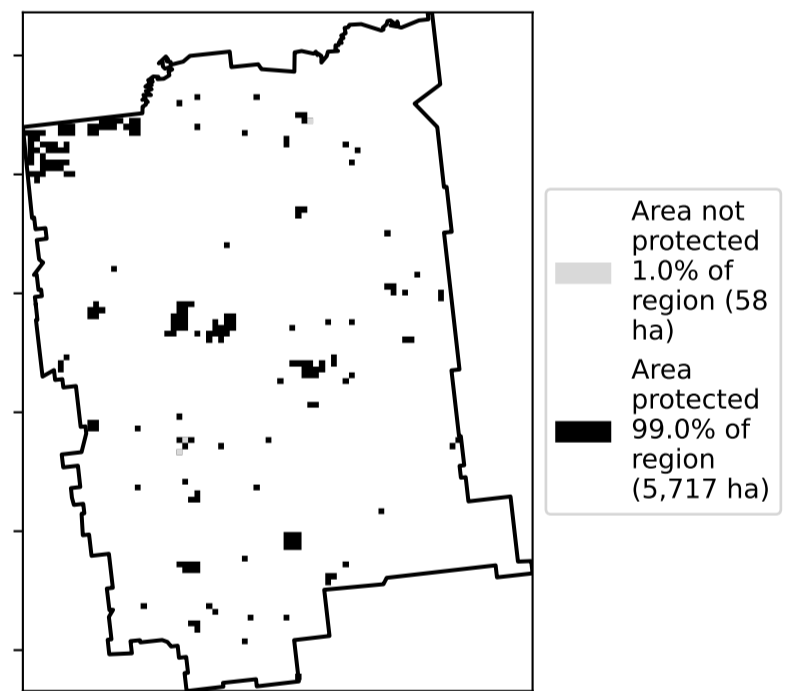 Area not
protected
1.0% of
region (58
ha)
Area
protected
99.0% of
region
(5,717 ha)